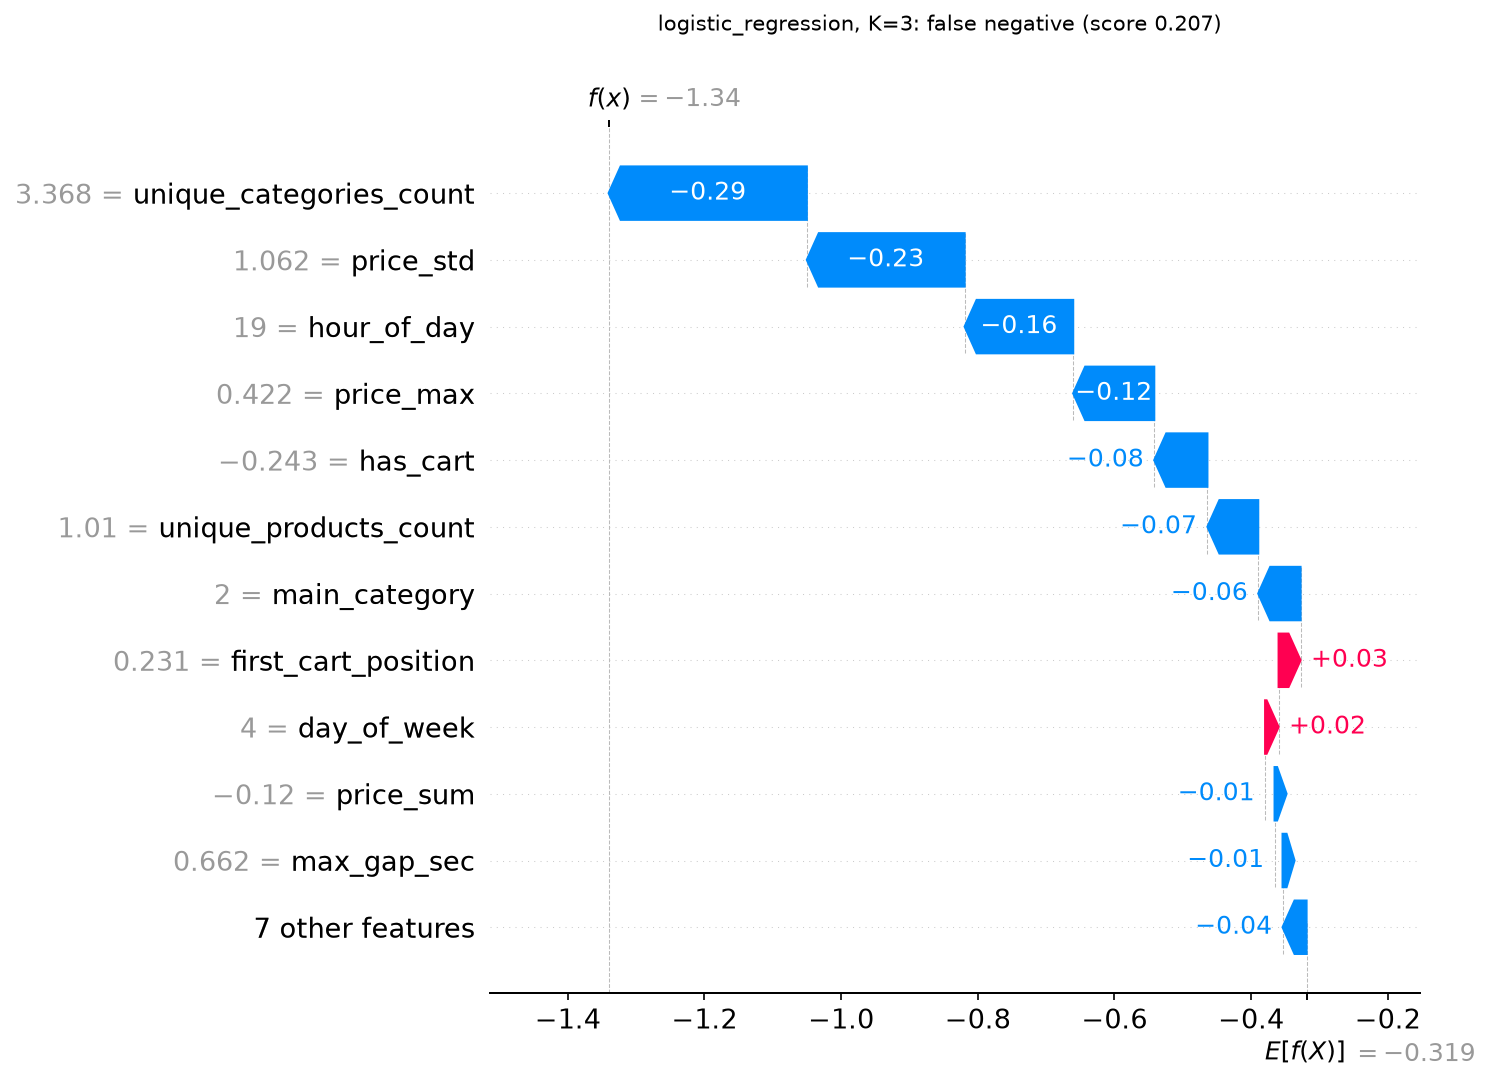 logistic_regression, K=3: false negative (score 0.207)
f(x) = −1.34
3.368 = unique_categories_count −0.29
1.062 = price_std −0.23
19 = hour_of_day −0.16
0.422 = price_max −0.12
−0.243 = has_cart −0.08
1.01 = unique_products_count −0.07
2 = main_category −0.06
0.231 = first_cart_position +0.03
4 = day_of_week +0.02
−0.12 = price_sum −0.01
0.662 = max_gap_sec −0.01
7 other features −0.04
−1.4 −1.2 −1.0 −0.8 −0.6 −0.4 −0.2
E[f(X)] = −0.319